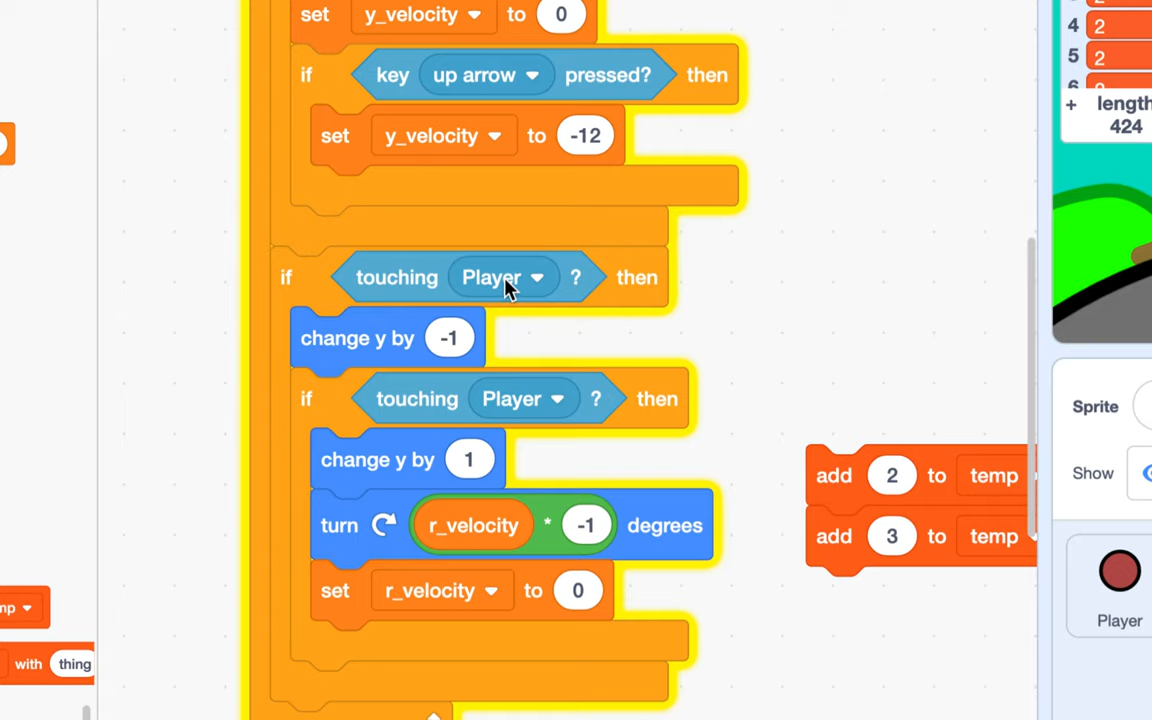 set y_velocity to 0
4 2
if key up arrow pressed? then
5 2
6
set y_velocity to -12
+ length
424
if touching Player ? then
change y by -1
if touching Player ? then
Sprite
change y by 1
add 2 to temp
Show
turn r_velocity * -1 degrees
add 3 to temp
set r_velocity to 0
mp
Player
with thing